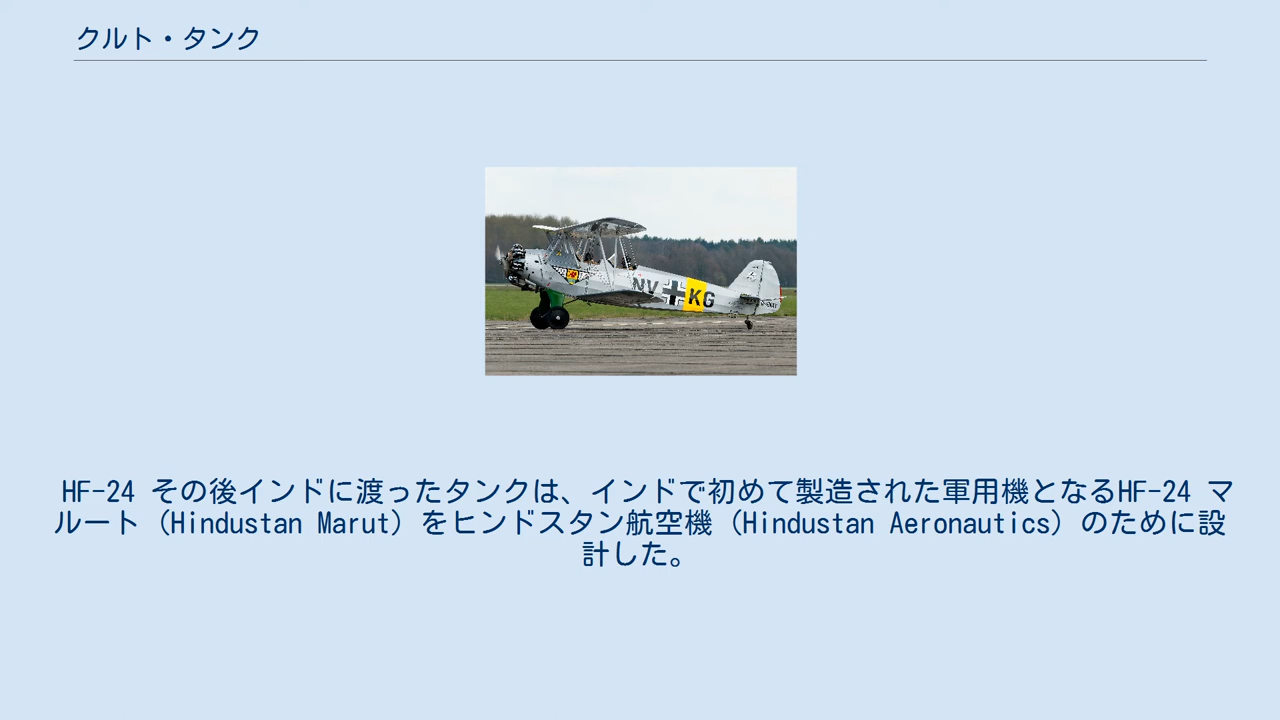 クルト・タンク
NV KG
HF-24 その後インドに渡ったタンクは、インドで初めて製造された軍用機となるHF-24 マ
ルート（Hindustan Marut）をヒンドスタン航空機（Hindustan Aeronautics）のために設
計した。